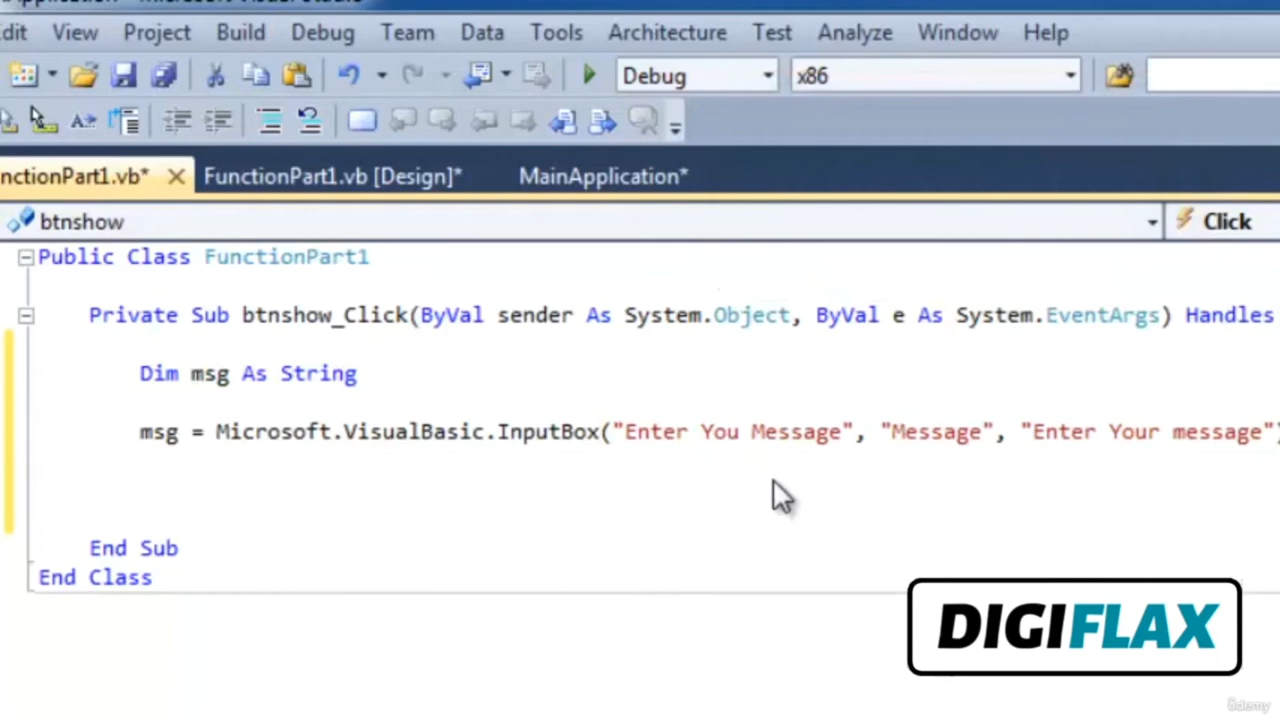 dit View Project Build Debug Team Data Tools Architecture Test Analyze Window Help
Debug x86
nctionPart1.vb* FunctionPart1.vb [Design]* MainApplication*
btnshow Click
Public Class FunctionPart1
Private Sub btnshow_Click(ByVal sender As System.Object, ByVal e As System.EventArgs) Handles
Dim msg As String
msg = Microsoft.VisualBasic.InputBox("Enter You Message", "Message", "Enter Your message")
End Sub
End Class
DIGIFLAX
ûdemy